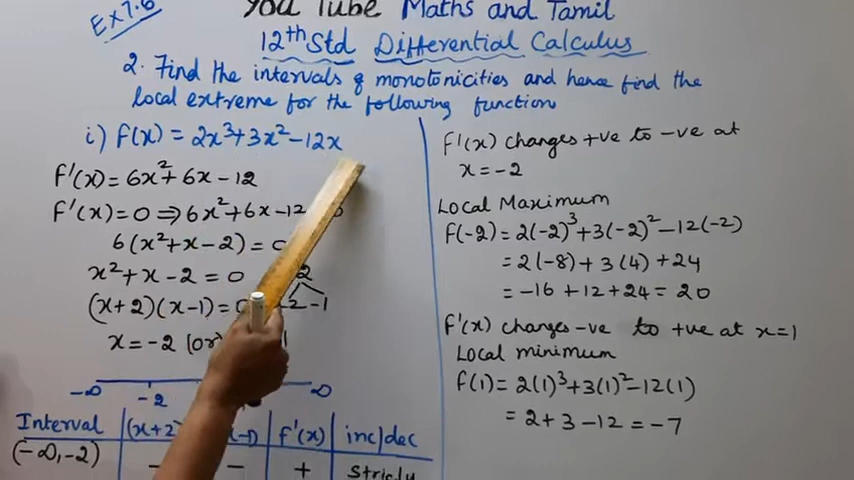 You Tube Maths and Tamil
Ex 7.6
12th Std Differential Calculus
2. Find the intervals of monotonicities and hence find the
local extreme for the following function
i) f(x) = 2x³+3x²-12x
f'(x) = 6x²+6x-12
f'(x) = 0 ⇒ 6x²+6x-12
6(x²+x-2) = 0
x²+x-2 = 0
2 -1
(x+2)(x-1) = 0
x = -2 (or)
-∞ -2 ∞
Interval (x+2) f'(x) inc/dec
(-∞,-2) - - + strictly
f'(x) changes +ve to -ve at
x = -2
Local Maximum
f(-2) = 2(-2)³+3(-2)²-12(-2)
= 2(-8)+3(4)+24
= -16+12+24 = 20
f'(x) changes -ve to +ve at x=1
Local minimum
f(1) = 2(1)³+3(1)²-12(1)
= 2+3-12 = -7